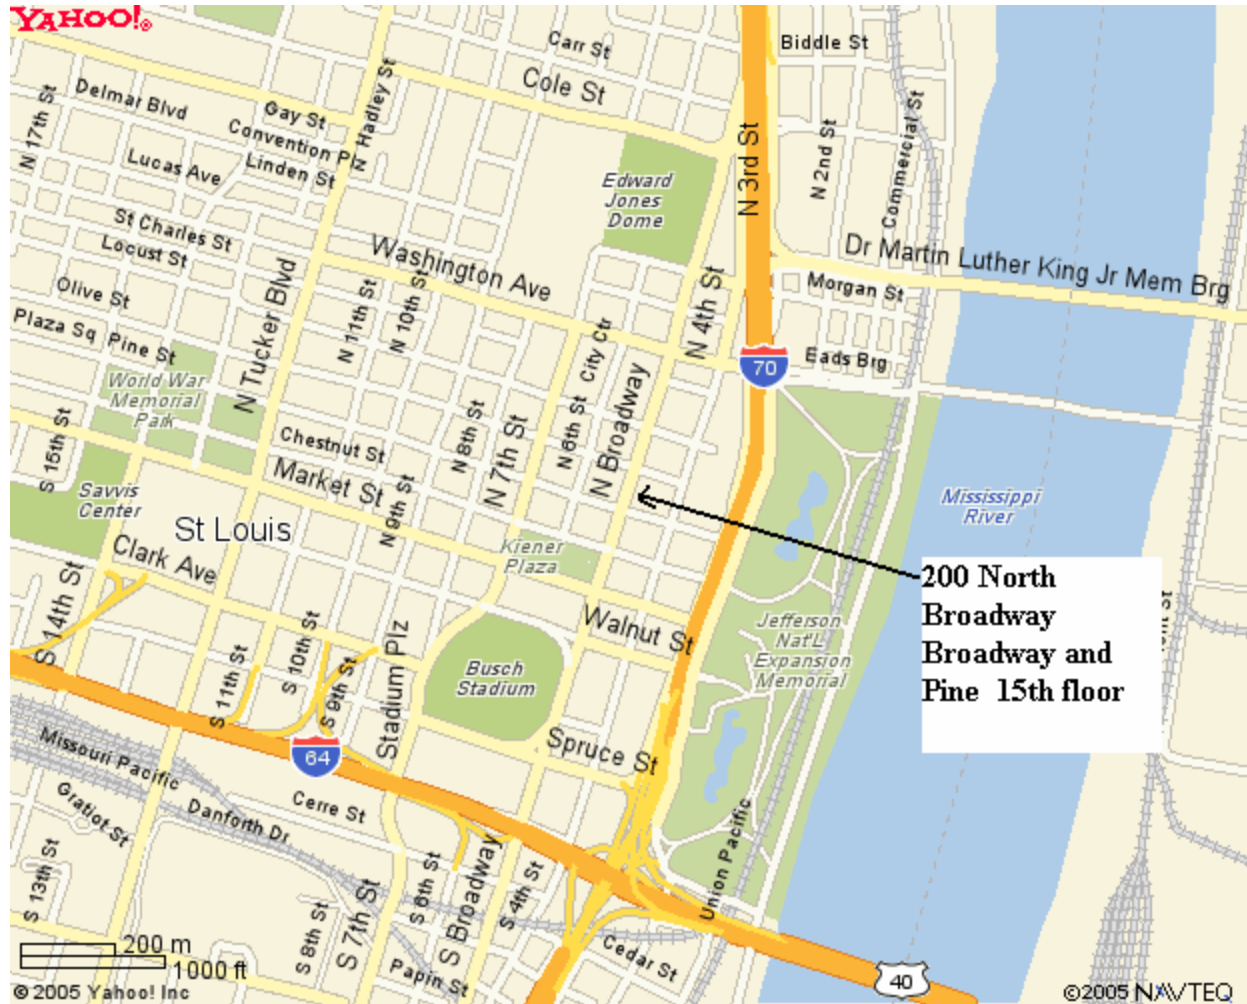 YAHOO!®
Biddle St
Carr St
Cole St
Delmar Blvd
Gay St
Convention Pl
N Hadley St
N 17th St
Lucas Ave
Linden St
N 3rd St
N 2nd St
Commercial St
Edward
Jones
Dome
St Charles St
Locust St
Washington Ave
Dr Martin Luther King Jr Mem Brg
Morgan St
Olive St
Plaza Sq
Pine St
N Tucker Blvd
N 11th St
N 10th St
City Ctr
N 4th St
Eads Brg
70
World War
Memorial
Park
N Broadway
S 15th St
Chestnut St
N 8th St
N 7th St
N 6th St
Market St
N 9th St
Savvis
Center
St Louis
Mississippi
River
Clark Ave
Kiener
Plaza
200 North
Broadway
Broadway and
Pine 15th floor
S 14th St
Walnut St
Jefferson
Nat'L
Expansion
Memorial
S 11th St
S 10th St
S 9th St
Stadium Plz
Busch
Stadium
Spruce St
64
Missouri Pacific
Gratiot St
Danforth Dr
Cerre St
Union Pacific
S 13th St
S 8th St
S 7th St
S 6th St
S Broadway
S 4th St
Papin St
Cedar St
40
200 m
1000 ft
©2005 Yahoo! Inc
©2005 NAVTEQ